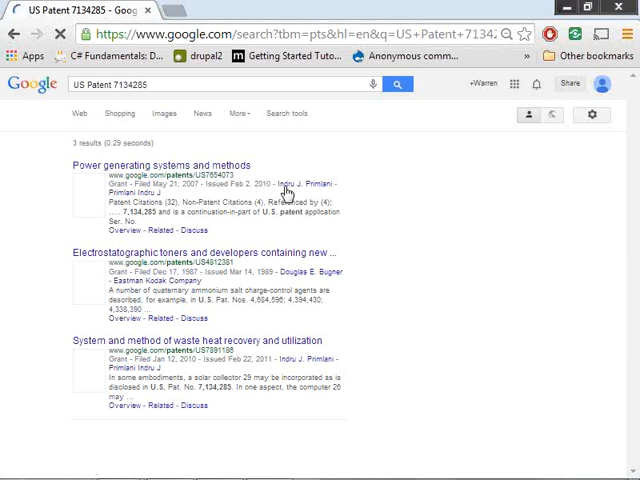 US Patent 7134285 - ×
https://www.google.com/search?tbm=pts&hl=en&q=US+Patent+7134
Apps C# Fundamentals: D... drupal2 Getting Started Tuto... Anonymous comm... Other bookmarks
Google US Patent 7134285 +Warren Share
Web Shopping Images News More Search tools
3 results (0.29 seconds)
Power generating systems and methods
www.google.com/patents/US7654073
Grant - Filed May 21, 2007 - Issued Feb 2, 2010 - Indru J. Primlani -
Primlani Indru J
Patent Citations (32), Non-Patent Citations (4), Referenced by (4);
..... 7,134,285 and is a continuation-in-part of U.S. patent application
Ser. No.
Overview - Related - Discuss
Electrostatographic toners and developers containing new ...
www.google.com/patents/US4812381
Grant - Filed Dec 17, 1987 - Issued Mar 14, 1989 - Douglas E. Bugner
- Eastman Kodak Company
A number of quaternary ammonium salt charge-control agents are
described, for example, in U.S. Pat. Nos. 4,684,596; 4,394,430;
4,338,390 ...
Overview - Related - Discuss
System and method of waste heat recovery and utilization
www.google.com/patents/US7891186
Grant - Filed Jan 12, 2010 - Issued Feb 22, 2011 - Indru J. Primlani -
Primlani Indru J
In some embodiments, a solar collector 29 may be incorporated as
disclosed in U.S. Pat. No. 7,134,285. In one aspect, the computer 26
may ...
Overview - Related - Discuss